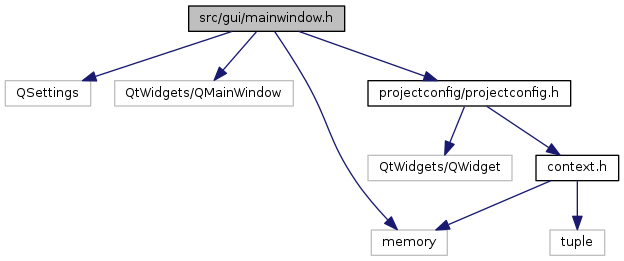 src/gui/mainwindow.h
QSettings
QtWidgets/QMainWindow
projectconfig/projectconfig.h
QtWidgets/QWidget
context.h
memory
tuple